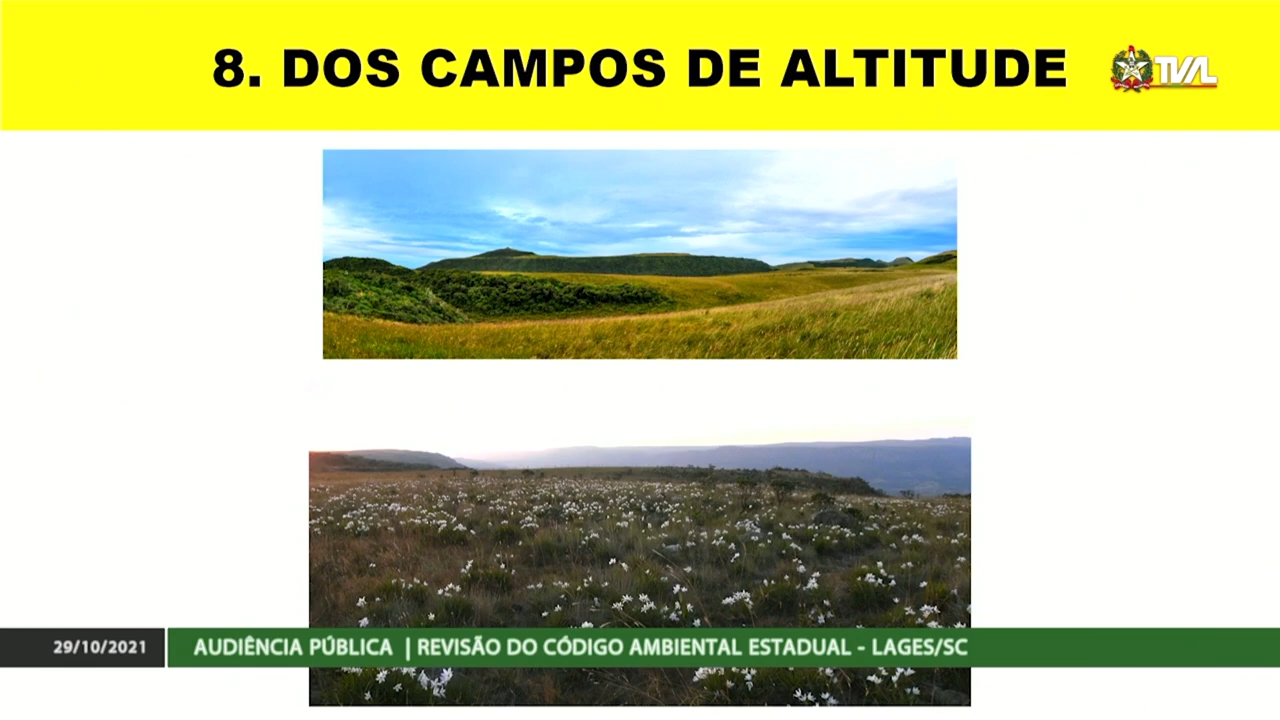 8. DOS CAMPOS DE ALTITUDE
TVAL
29/10/2021
AUDIÊNCIA PÚBLICA | REVISÃO DO CÓDIGO AMBIENTAL ESTADUAL - LAGES/SC